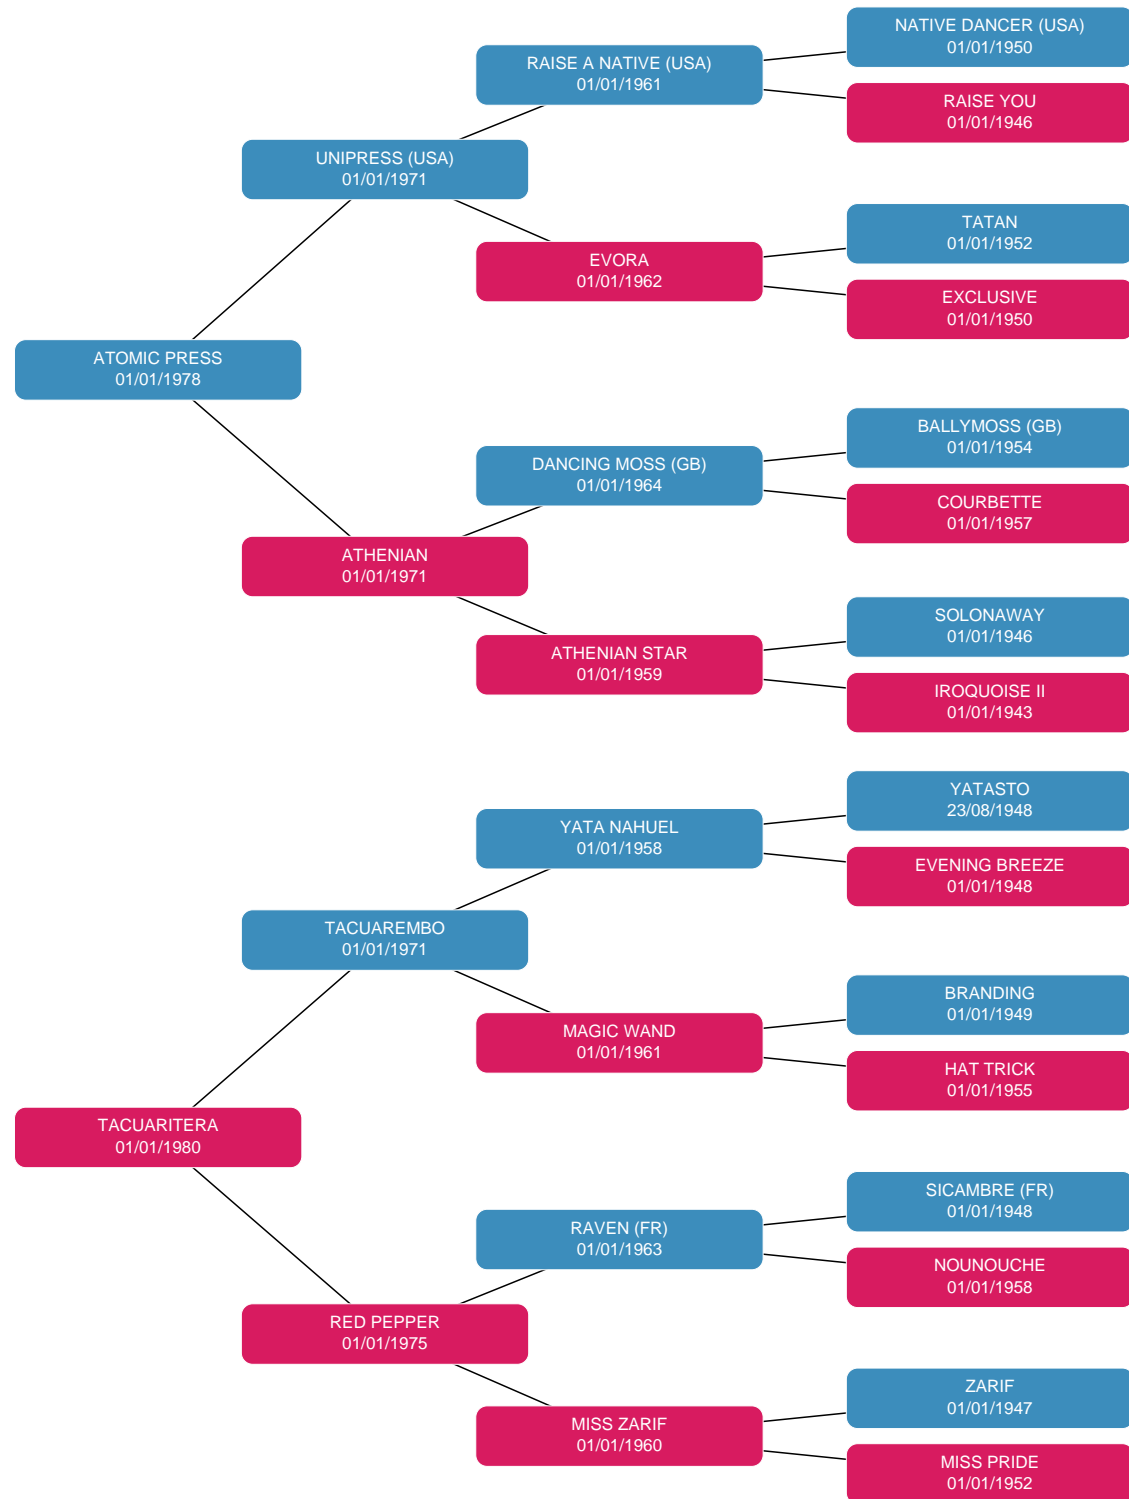 NATIVE DANCER (USA)
01/01/1950
RAISE A NATIVE (USA)
01/01/1961
RAISE YOU
01/01/1946
UNIPRESS (USA)
01/01/1971
TATAN
01/01/1952
EVORA
01/01/1962
EXCLUSIVE
01/01/1950
ATOMIC PRESS
01/01/1978
BALLYMOSS (GB)
01/01/1954
DANCING MOSS (GB)
01/01/1964
COURBETTE
01/01/1957
ATHENIAN
01/01/1971
SOLONAWAY
01/01/1946
ATHENIAN STAR
01/01/1959
IROQUOISE II
01/01/1943
YATASTO
23/08/1948
YATA NAHUEL
01/01/1958
EVENING BREEZE
01/01/1948
TACUAREMBO
01/01/1971
BRANDING
01/01/1949
MAGIC WAND
01/01/1961
HAT TRICK
01/01/1955
TACUARITERA
01/01/1980
SICAMBRE (FR)
01/01/1948
RAVEN (FR)
01/01/1963
NOUNOUCHE
01/01/1958
RED PEPPER
01/01/1975
ZARIF
01/01/1947
MISS ZARIF
01/01/1960
MISS PRIDE
01/01/1952